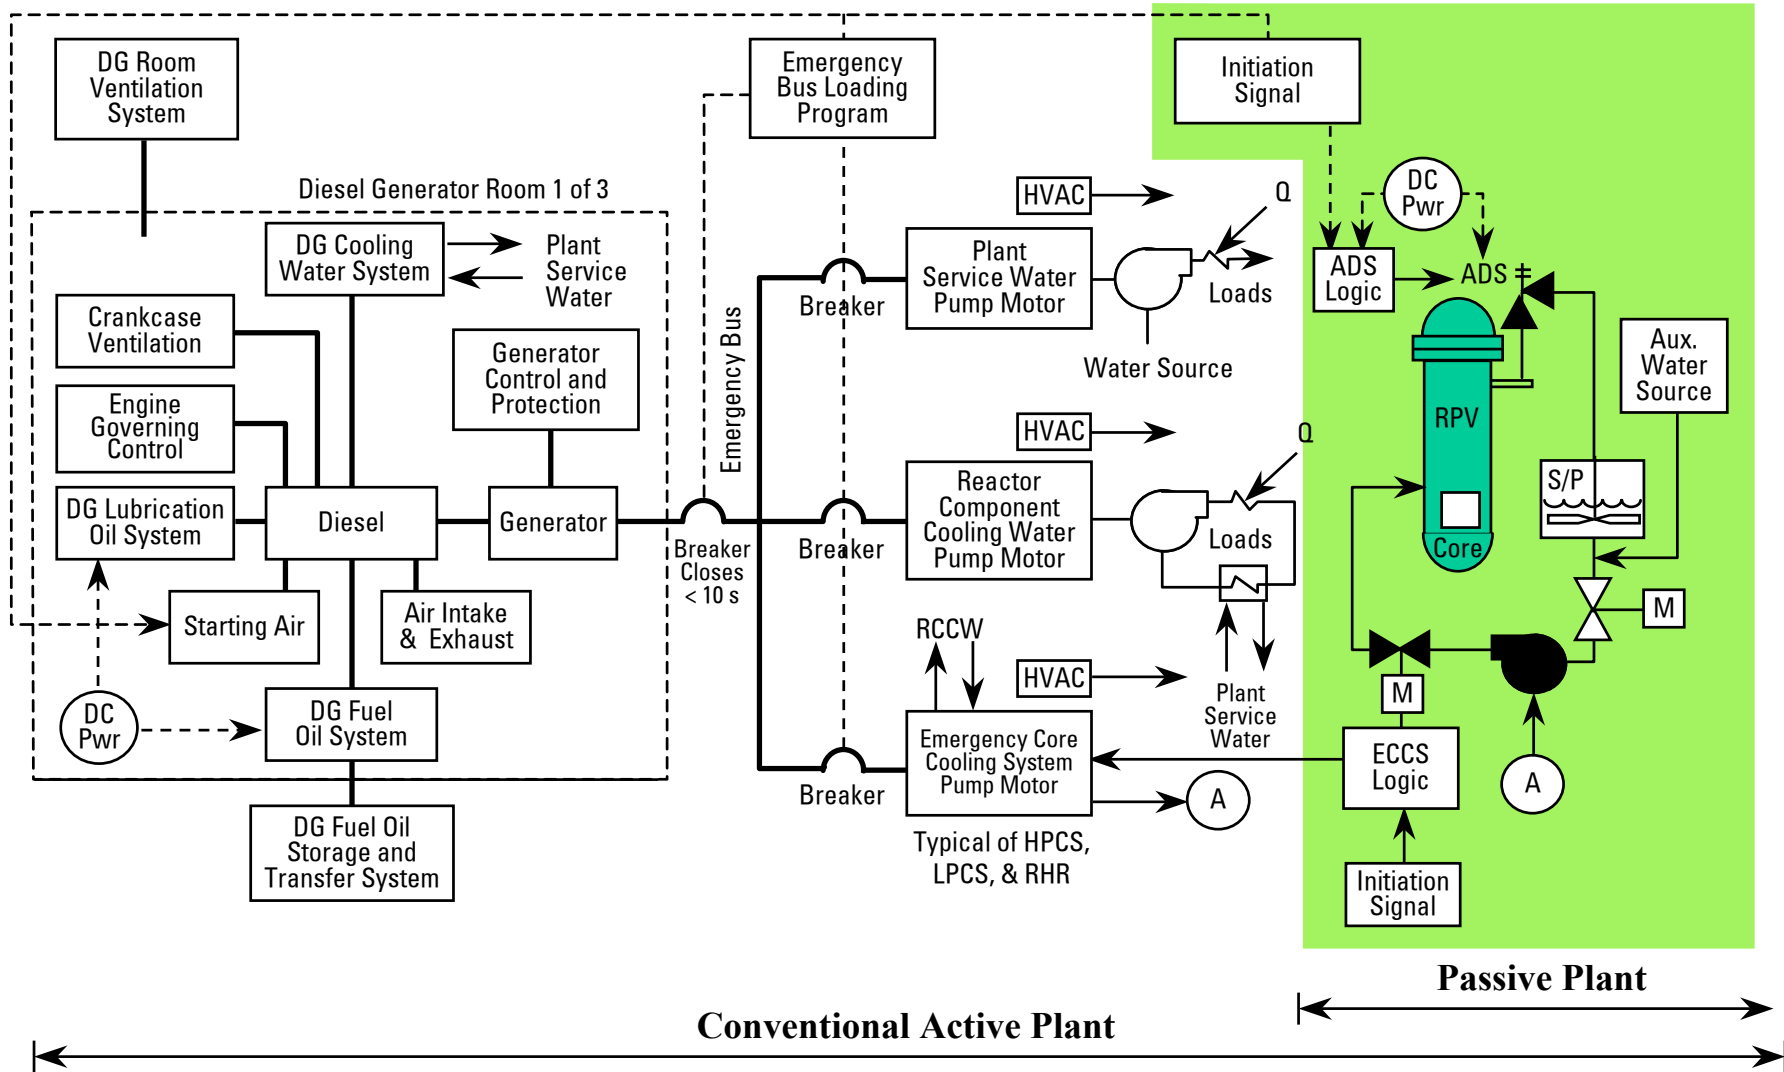 DG Room
Ventilation
System
Emergency
Bus Loading
Program
Initiation
Signal
Diesel Generator Room 1 of 3
DG Cooling
Water System
Plant
Service
Water
Crankcase
Ventilation
Engine
Governing
Control
Generator
Control and
Protection
DG Lubrication
Oil System
Diesel
Generator
Starting Air
Air Intake
& Exhaust
DC
Pwr
DG Fuel
Oil System
DG Fuel Oil
Storage and
Transfer System
Breaker
Closes
< 10 s
Emergency Bus
Breaker
Breaker
Breaker
HVAC
Q
Plant
Service Water
Pump Motor
Loads
Water Source
HVAC
Q
Reactor
Component
Cooling Water
Pump Motor
Loads
RCCW
HVAC
Plant
Service
Water
Emergency Core
Cooling System
Pump Motor
A
Typical of HPCS,
LPCS, & RHR
DC
Pwr
ADS
Logic
ADS
Aux.
Water
Source
RPV
S/P
Core
M
M
ECCS
Logic
A
Initiation
Signal
Passive Plant
Conventional Active Plant